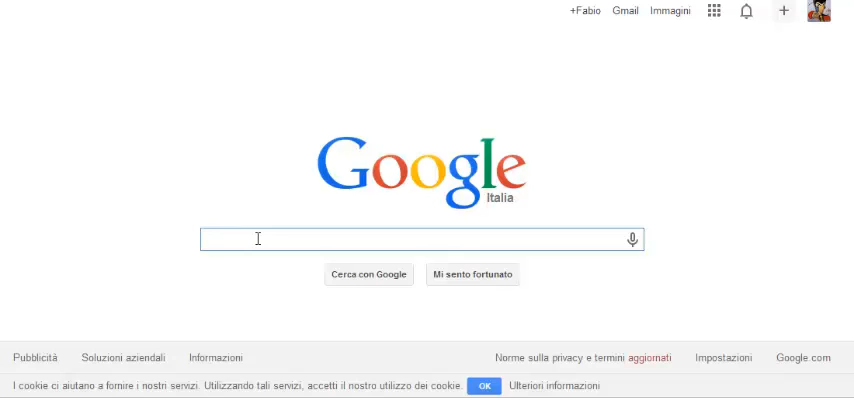 +Fabio Gmail Immagini
Google
Italia
Cerca con Google Mi sento fortunato
Pubblicità Soluzioni aziendali Informazioni Norme sulla privacy e termini aggiornati Impostazioni Google.com
I cookie ci aiutano a fornire i nostri servizi. Utilizzando tali servizi, accetti il nostro utilizzo dei cookie. OK Ulteriori informazioni